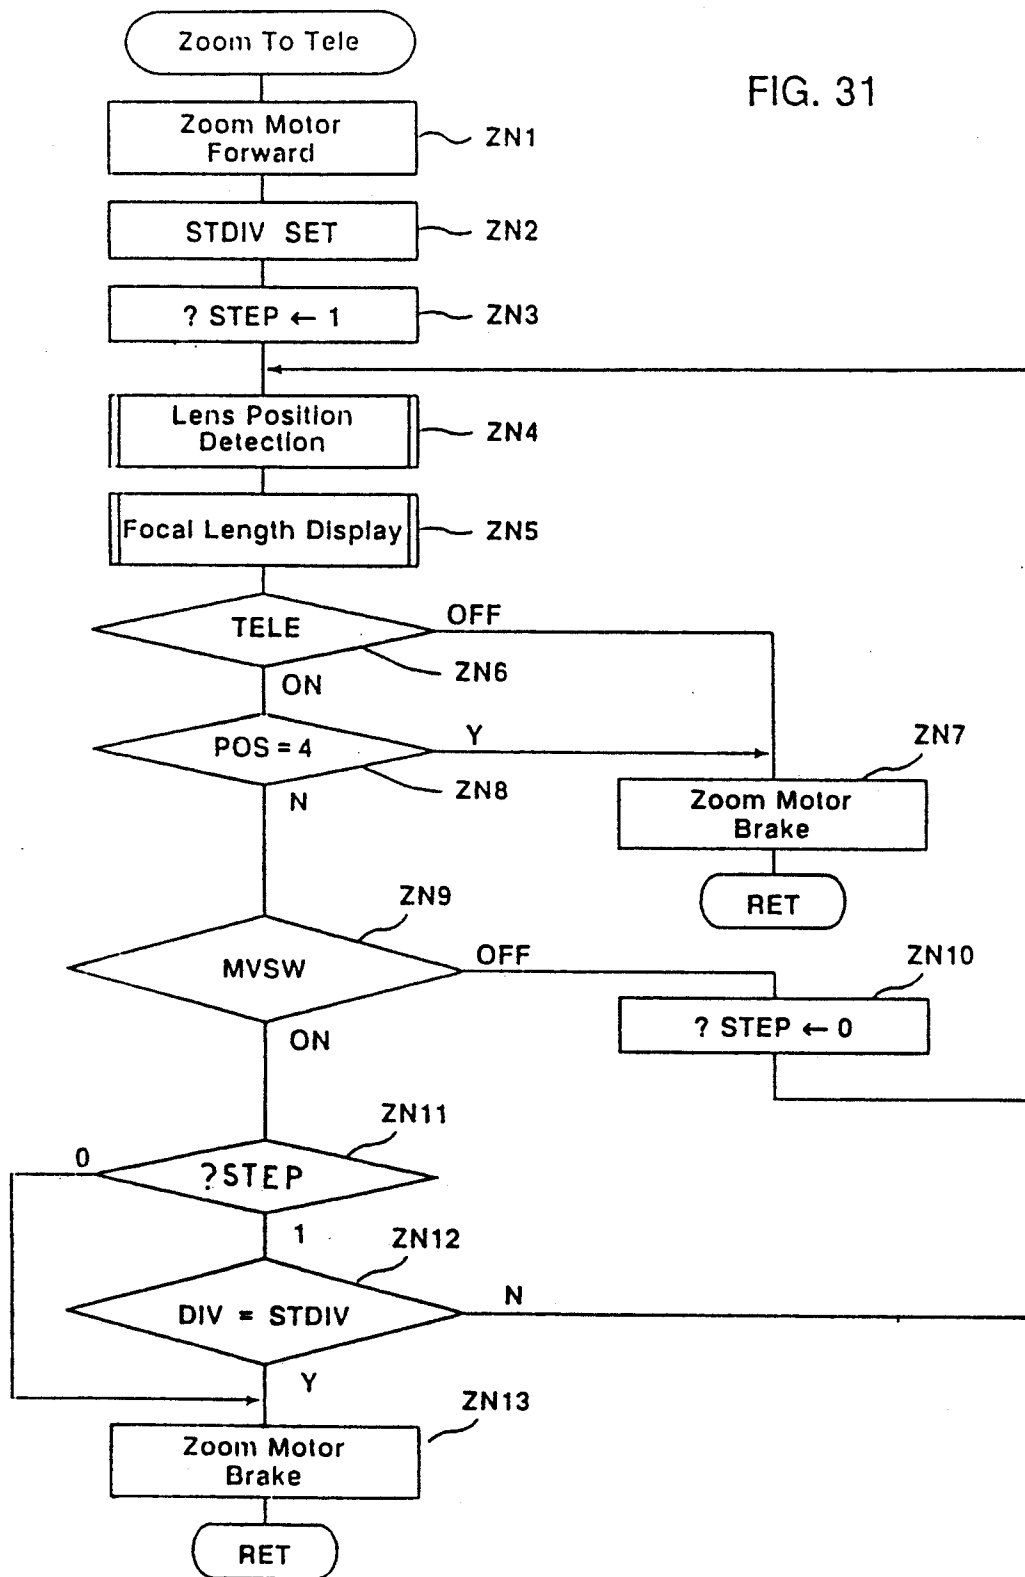 Zoom To Tele
FIG. 31
Zoom Motor
Forward
ZN1
STDIV SET
ZN2
? STEP ← 1
ZN3
Lens Position
Detection
ZN4
Focal Length Display
ZN5
TELE
OFF
ZN6
ON
POS = 4
Y
ZN8
N
ZN7
Zoom Motor
Brake
RET
ZN9
MVSW
OFF
ON
ZN10
? STEP ← 0
ZN11
0
?STEP
1
ZN12
DIV = STDIV
N
Y
ZN13
Zoom Motor
Brake
RET